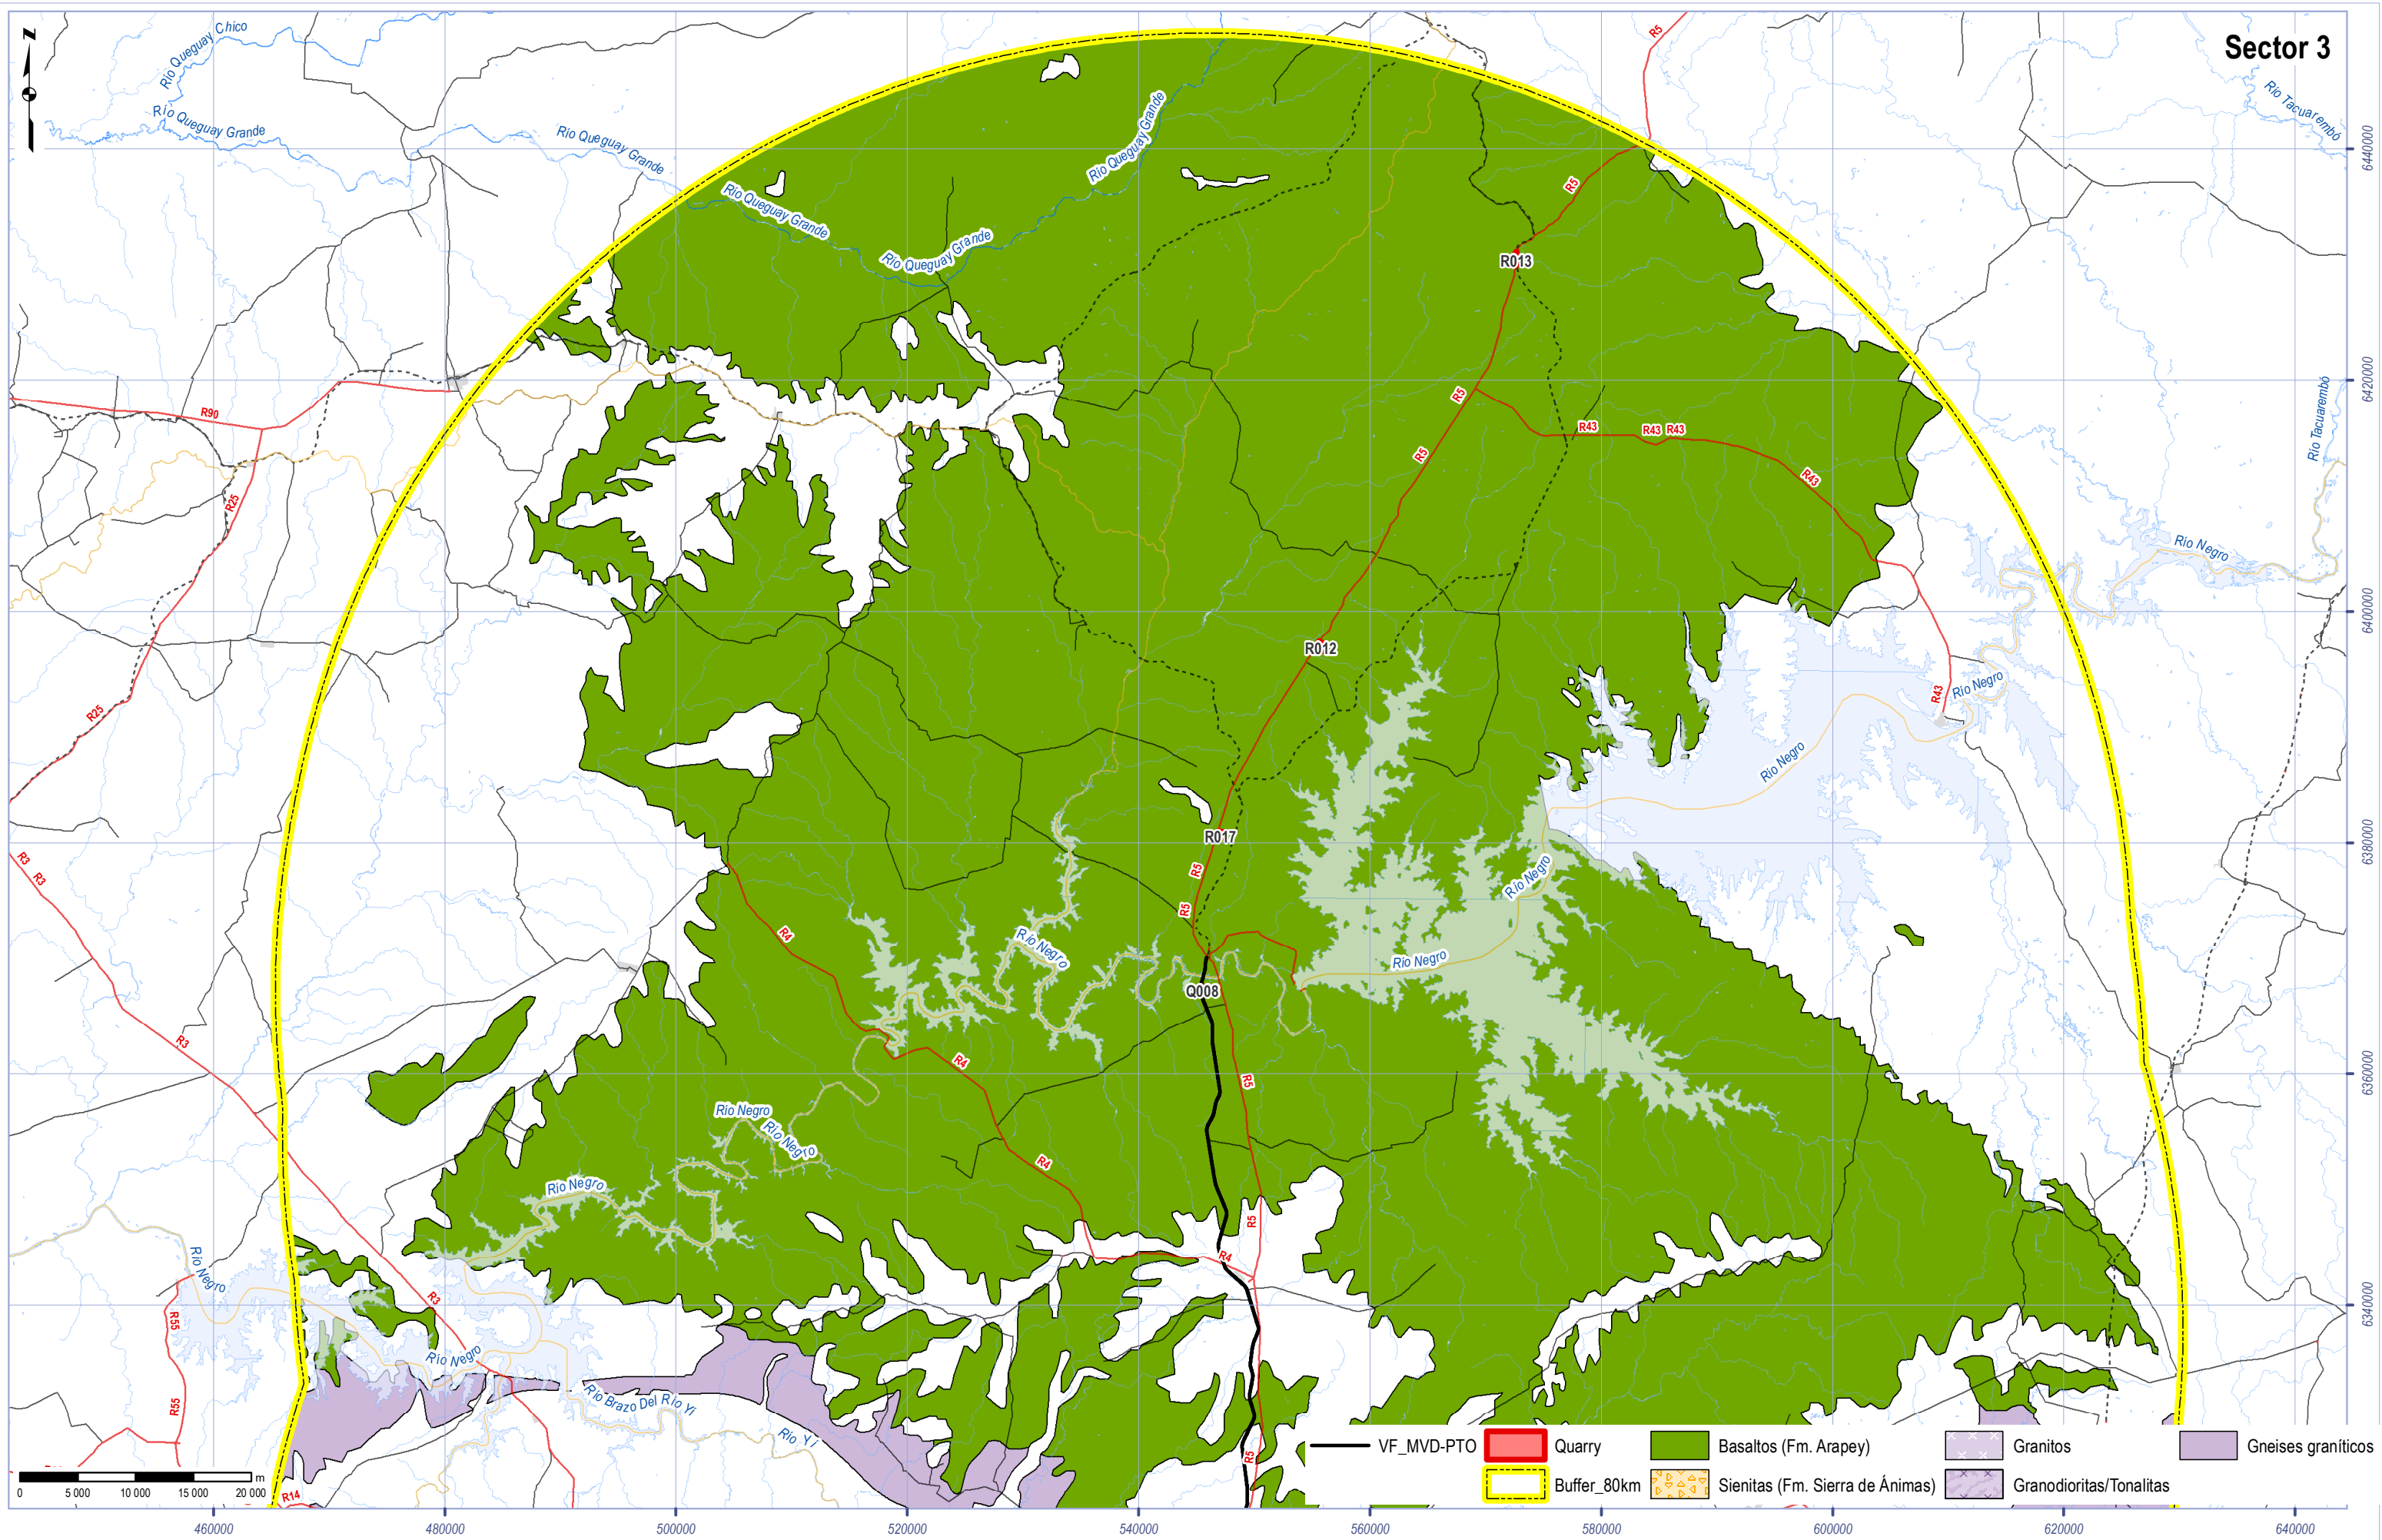 Sector 3
N
Río Queguay Chico
Río Queguay Grande
Río Queguay Grande
Río Queguay Grande
Río Queguay Grande
Río Queguay Grande
R5
Río Tacuarembó
6440000
R5
R013
R90
R5
6420000
Río Tacuarembó
R43
R43
R43
R5
R43
R25
Río Negro
6400000
R012
R43
Río Negro
R25
Río Negro
R017
6380000
R3
R3
R5
Río Negro
R5
R4
Río Negro
Río Negro
Q008
R3
R4
R5
6360000
Río Negro
Río Negro
R4
Río Negro
R5
R4
Río Negro
R3
R55
6340000
Río Negro
R55
Río Brazo Del Río Yí
Río Yí
R5
R14
m
0
5 000
10 000
15 000
20 000
VF_MVD-PTO
Quarry
Basaltos (Fm. Arapey)
Granitos
Gneises graníticos
Buffer_80km
Sienitas (Fm. Sierra de Ánimas)
Granodioritas/Tonalitas
460000
480000
500000
520000
540000
560000
580000
600000
620000
640000